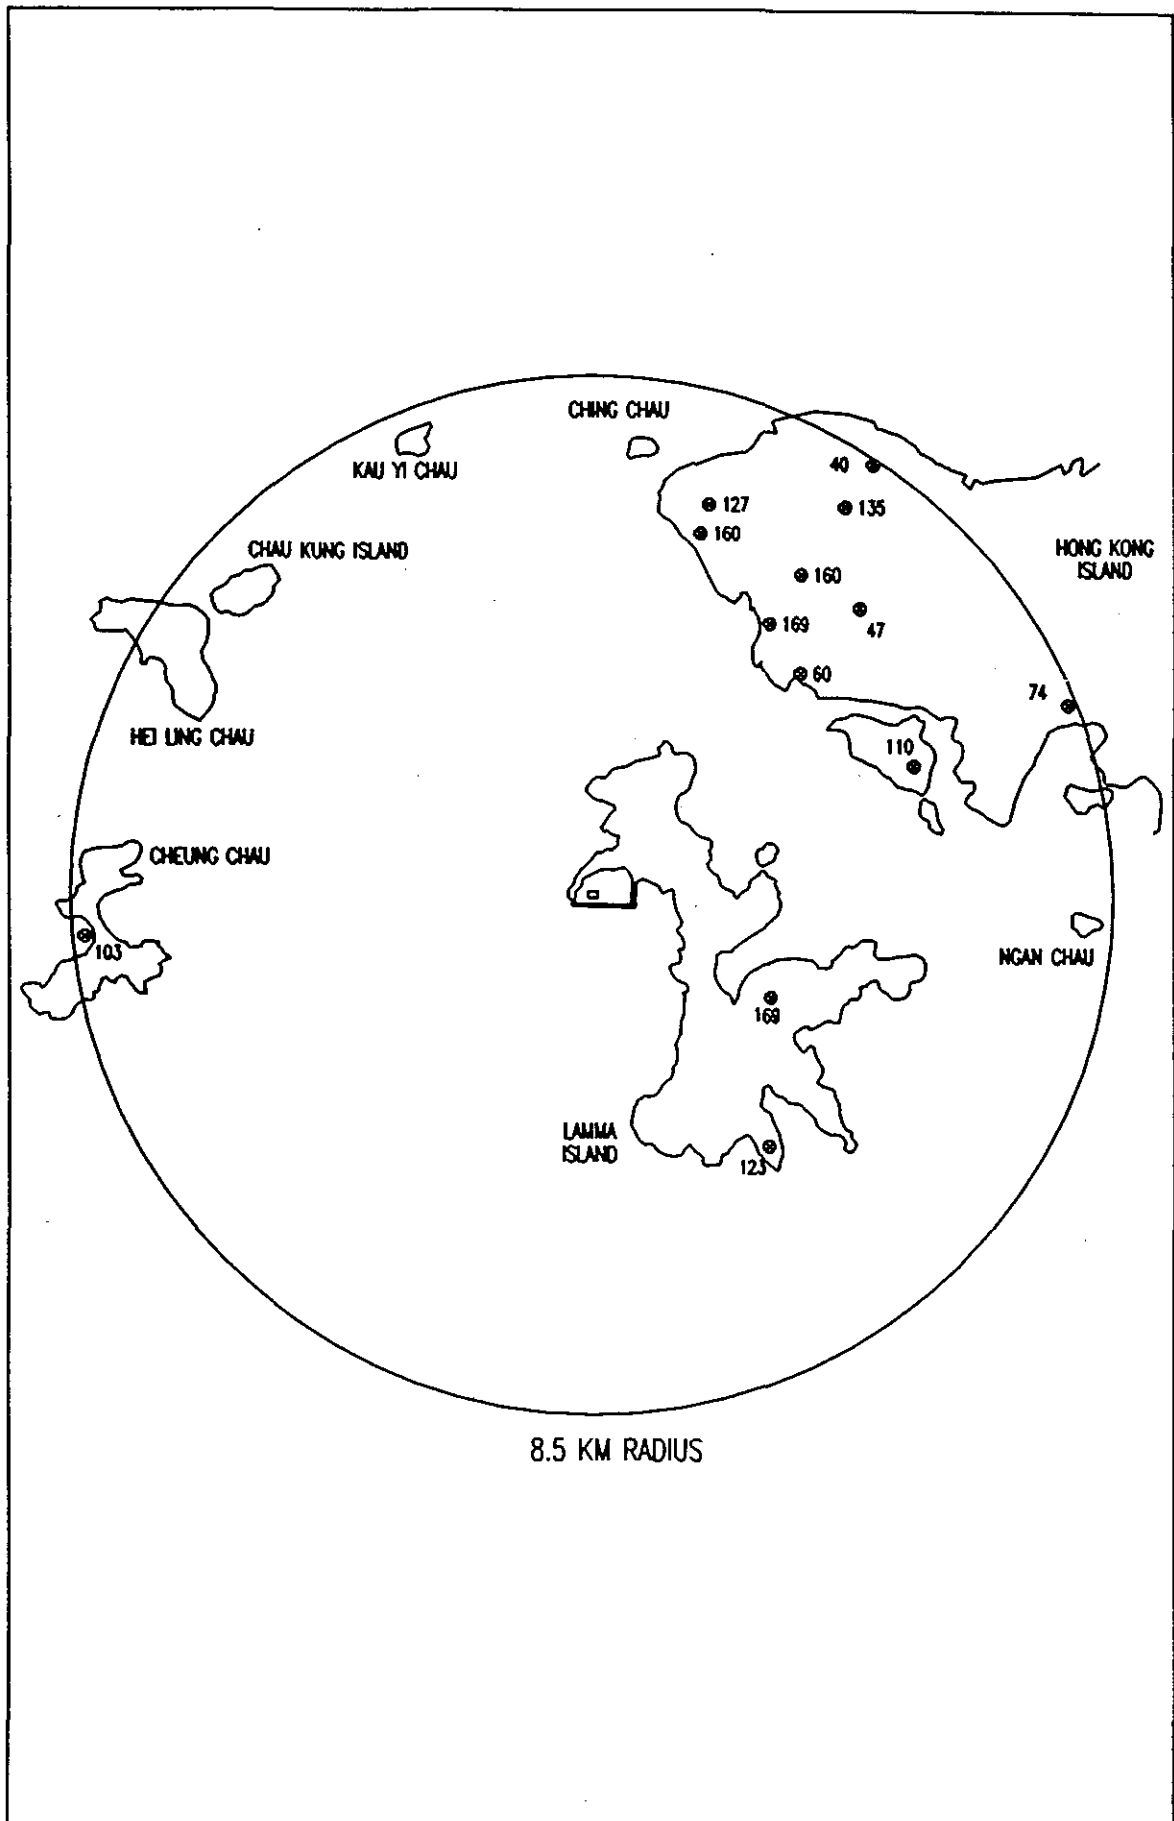 CHING CHAU
KAU YI CHAU
40
127
135
160
CHAU KUNG ISLAND
HONG KONG
ISLAND
160
169
47
60
74
HEI LING CHAU
110
CHEUNG CHAU
103
NGAN CHAU
169
LAMMA
ISLAND
123
8.5 KM RADIUS